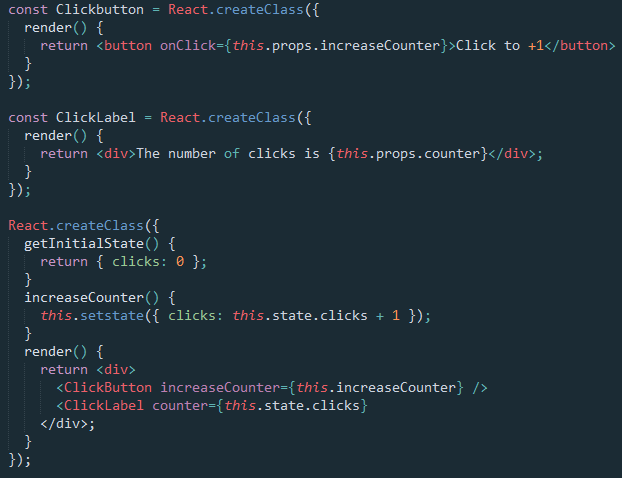 const Clickbutton = React.createClass({
  render() {
    return <button onClick={this.props.increaseCounter}>Click to +1</button>
  }
});

const ClickLabel = React.createClass({
  render() {
    return <div>The number of clicks is {this.props.counter}</div>;
  }
});

React.createClass({
  getInitialState() {
    return { clicks: 0 };
  }
  increaseCounter() {
    this.setstate({ clicks: this.state.clicks + 1 });
  }
  render() {
    return <div>
      <ClickButton increaseCounter={this.increaseCounter} />
      <ClickLabel counter={this.state.clicks}
    </div>;
  }
});